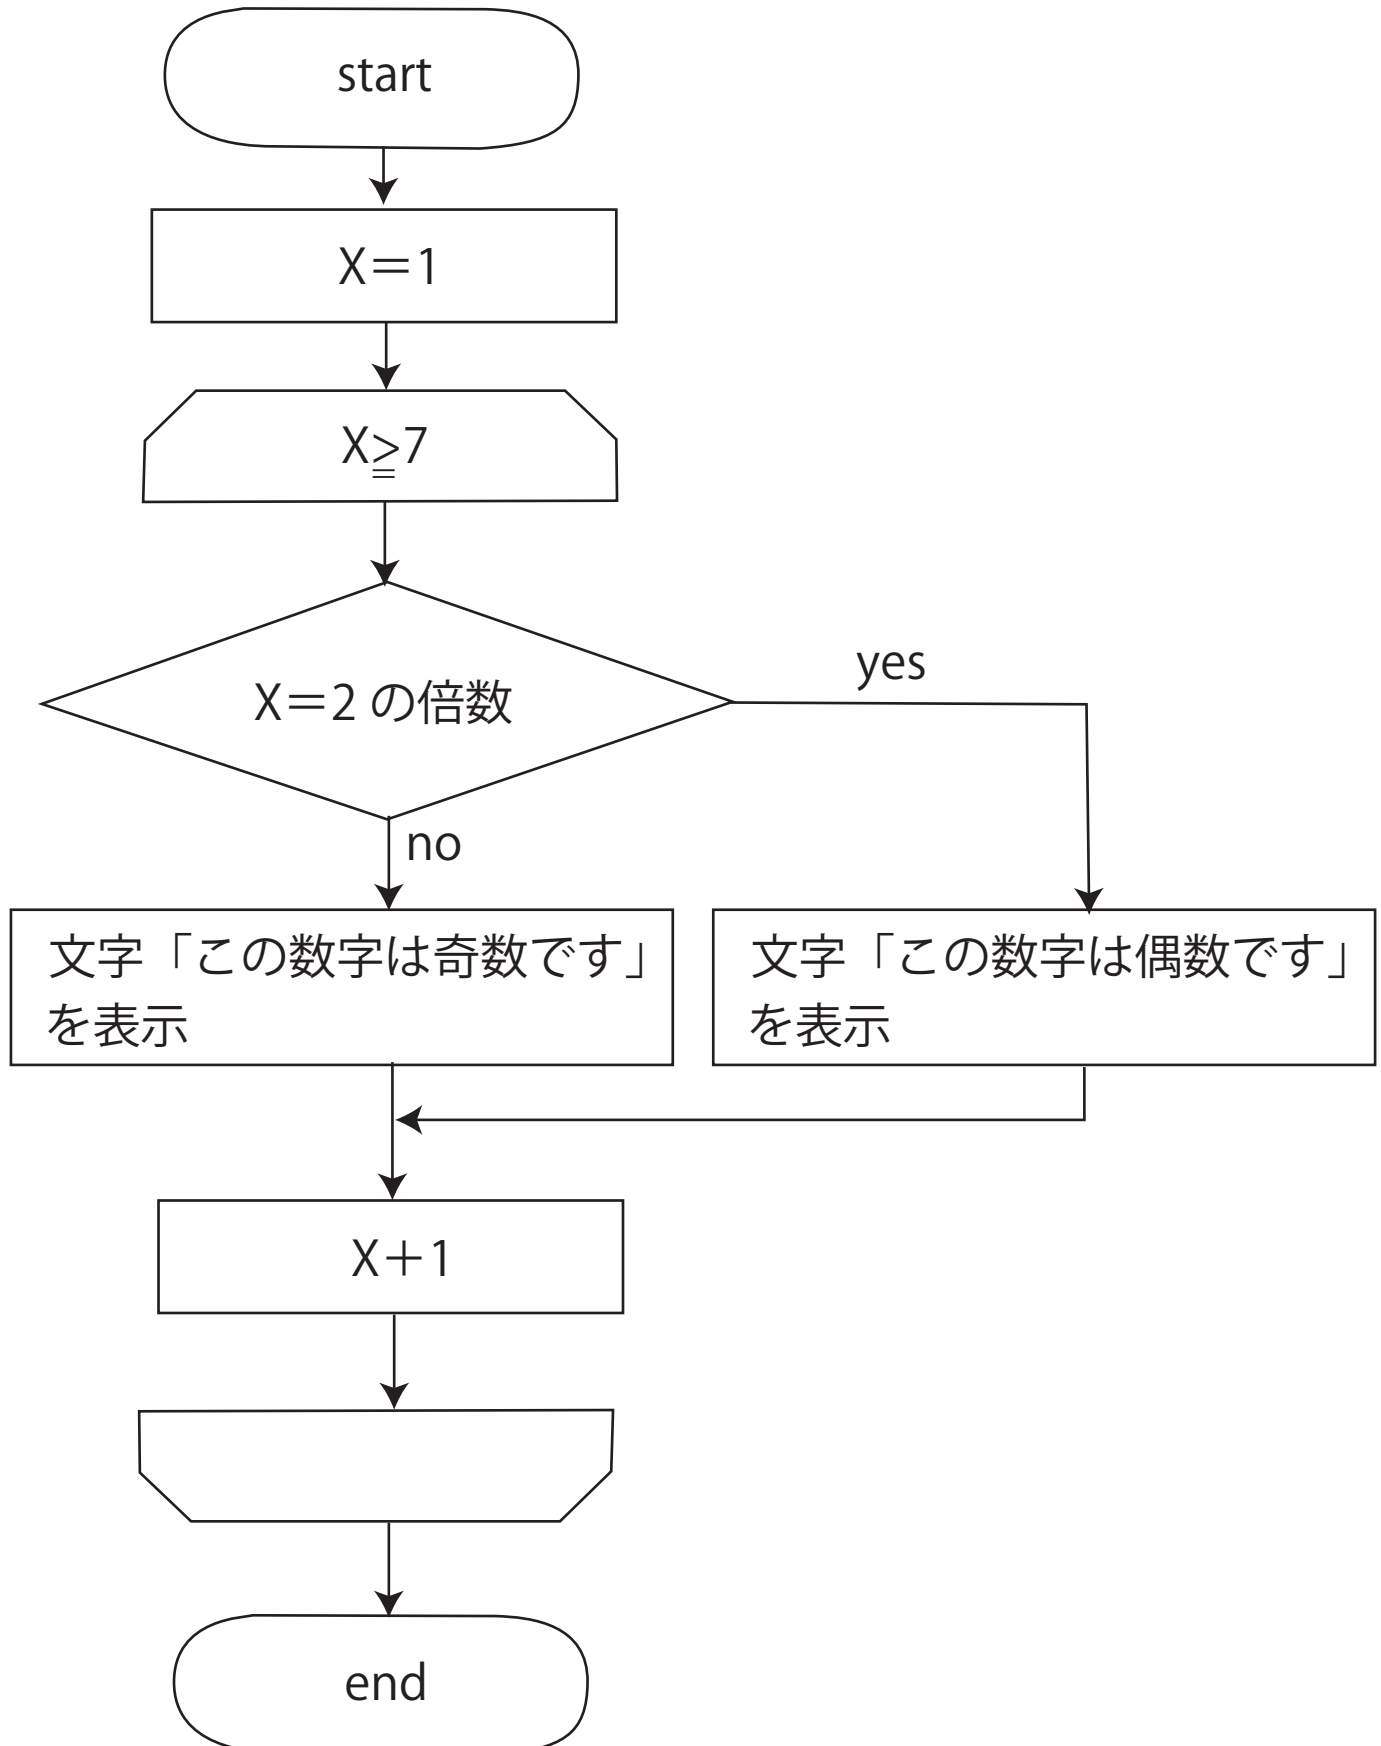 start
X＝1
X≧7
X＝2 の倍数
yes
no
文字「この数字は奇数です」
を表示
文字「この数字は偶数です」
を表示
X＋1
end